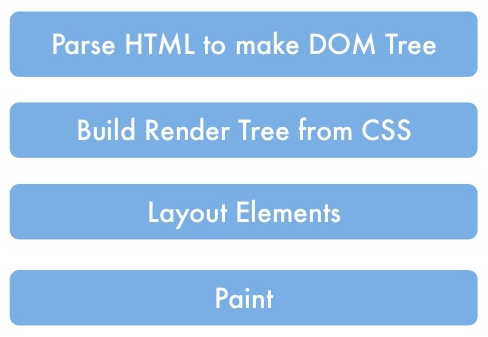 Parse HTML to make DOM Tree
Build Render Tree from CSS
Layout Elements
Paint